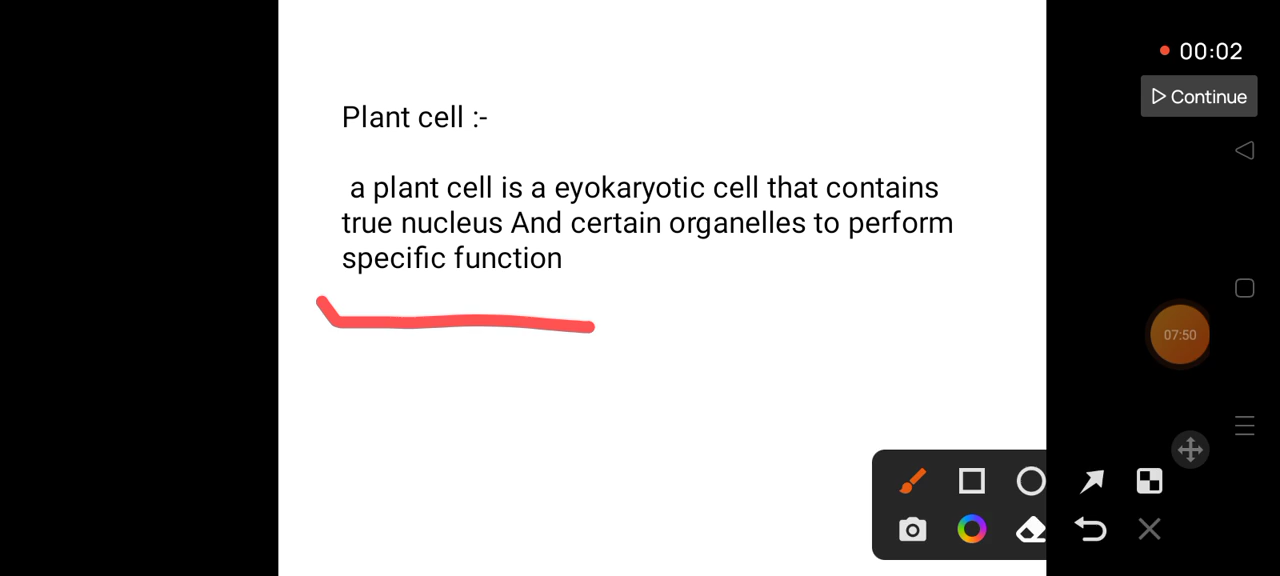 00:02
Continue
Plant cell :-
a plant cell is a eyokaryotic cell that contains
true nucleus And certain organelles to perform
specific function
07:50